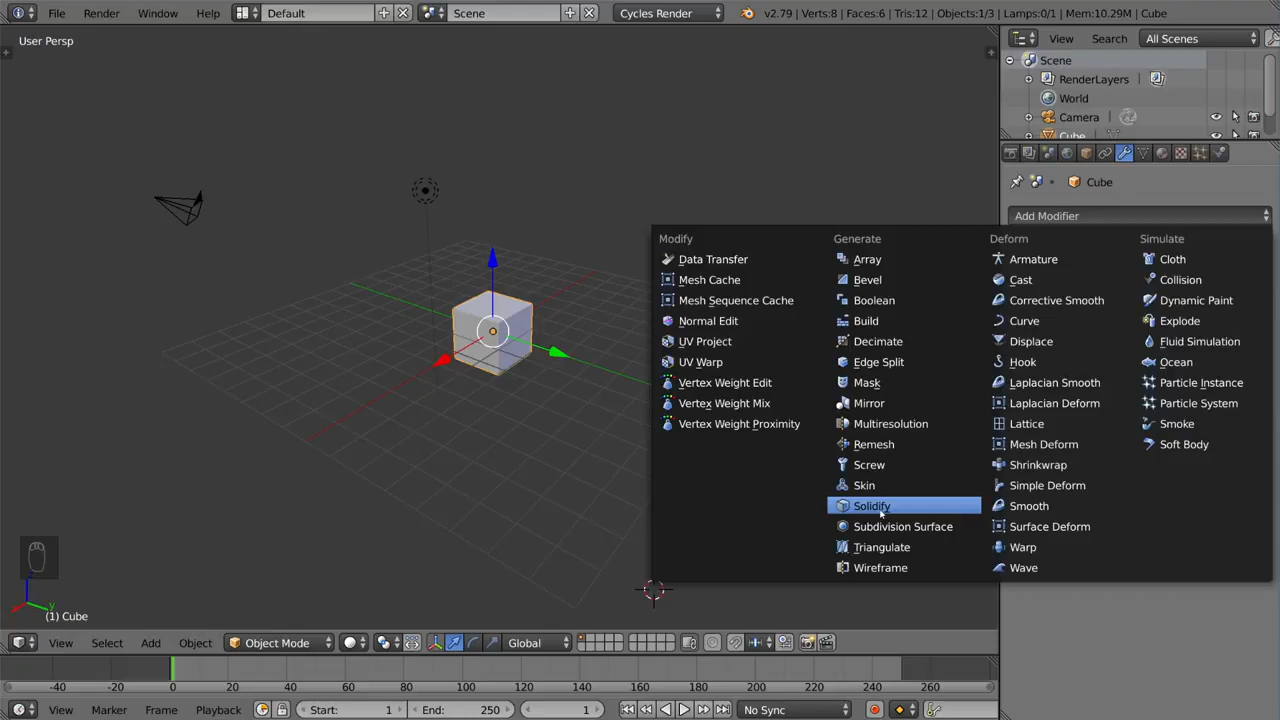 File Render Window Help Default Scene Cycles Render v2.79 | Verts:8 | Faces:6 | Tris:12 | Objects:1/3 | Lamps:0/1 | Mem:10.29M | Cube
User Persp
View Search All Scenes
Scene
RenderLayers
World
Camera
Cube
Cube
Add Modifier
Modify
Data Transfer
Mesh Cache
Mesh Sequence Cache
Normal Edit
UV Project
UV Warp
Vertex Weight Edit
Vertex Weight Mix
Vertex Weight Proximity
Generate
Array
Bevel
Boolean
Build
Decimate
Edge Split
Mask
Mirror
Multiresolution
Remesh
Screw
Skin
Solidify
Subdivision Surface
Triangulate
Wireframe
Deform
Armature
Cast
Corrective Smooth
Curve
Displace
Hook
Laplacian Smooth
Laplacian Deform
Lattice
Mesh Deform
Shrinkwrap
Simple Deform
Smooth
Surface Deform
Warp
Wave
Simulate
Cloth
Collision
Dynamic Paint
Explode
Fluid Simulation
Ocean
Particle Instance
Particle System
Smoke
Soft Body
z
y
(1) Cube
View Select Add Object Object Mode Global
-40 -20 0 20 40 60 80 100 120 140 160 180 200 220 240 260
View Marker Frame Playback Start: 1 End: 250 1 No Sync